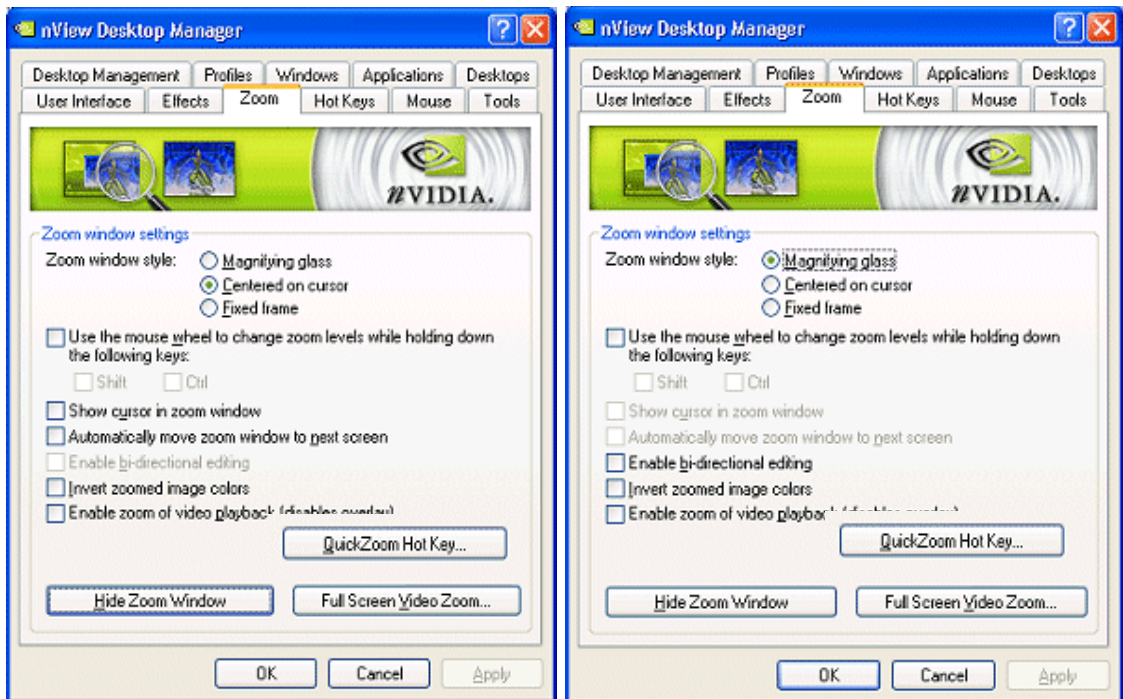 nView Desktop Manager
Desktop Management Profiles Windows Applications Desktops
User Interface Effects Zoom Hot Keys Mouse Tools
nVIDIA.
Zoom window settings
Zoom window style: Magnifying glass
Centered on cursor
Fixed frame
Use the mouse wheel to change zoom levels while holding down
the following keys:
Shift Ctrl
Show cursor in zoom window
Automatically move zoom window to next screen
Enable bi-directional editing
Invert zoomed image colors
Enable zoom of video playback (disables overlay)
QuickZoom Hot Key...
Hide Zoom Window Full Screen Video Zoom...
OK Cancel Apply
nView Desktop Manager
Desktop Management Profiles Windows Applications Desktops
User Interface Effects Zoom Hot Keys Mouse Tools
nVIDIA.
Zoom window settings
Zoom window style: Magnifying glass
Centered on cursor
Fixed frame
Use the mouse wheel to change zoom levels while holding down
the following keys:
Shift Ctrl
Show cursor in zoom window
Automatically move zoom window to next screen
Enable bi-directional editing
Invert zoomed image colors
Enable zoom of video playback (disables overlay)
QuickZoom Hot Key...
Hide Zoom Window Full Screen Video Zoom...
OK Cancel Apply